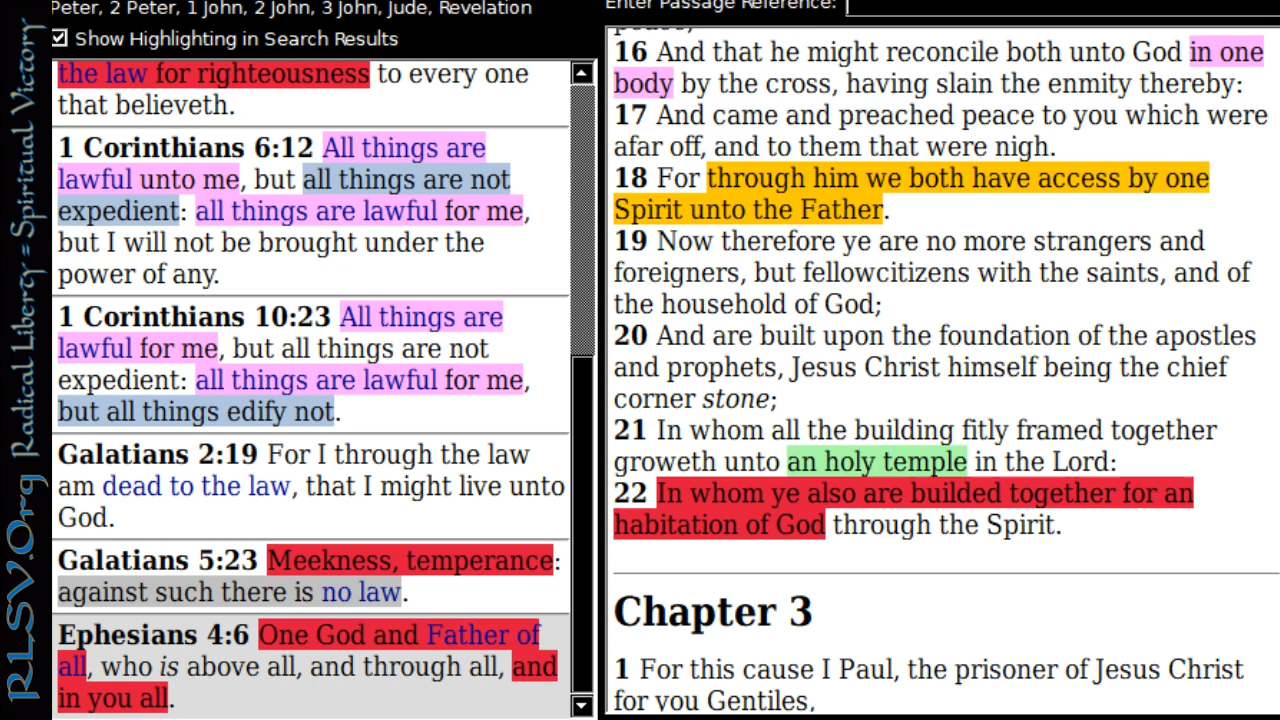 RLSV.Org Radical Liberty = Spiritual Victory
Peter, 2 Peter, 1 John, 2 John, 3 John, Jude, Revelation
Show Highlighting in Search Results
the law for righteousness to every one
that believeth.
1 Corinthians 6:12 All things are
lawful unto me, but all things are not
expedient: all things are lawful for me,
but I will not be brought under the
power of any.
1 Corinthians 10:23 All things are
lawful for me, but all things are not
expedient: all things are lawful for me,
but all things edify not.
Galatians 2:19 For I through the law
am dead to the law, that I might live unto
God.
Galatians 5:23 Meekness, temperance:
against such there is no law.
Ephesians 4:6 One God and Father of
all, who is above all, and through all, and
in you all.
Enter Passage Reference:
16 And that he might reconcile both unto God in one
body by the cross, having slain the enmity thereby:
17 And came and preached peace to you which were
afar off, and to them that were nigh.
18 For through him we both have access by one
Spirit unto the Father.
19 Now therefore ye are no more strangers and
foreigners, but fellowcitizens with the saints, and of
the household of God;
20 And are built upon the foundation of the apostles
and prophets, Jesus Christ himself being the chief
corner stone;
21 In whom all the building fitly framed together
groweth unto an holy temple in the Lord:
22 In whom ye also are builded together for an
habitation of God through the Spirit.
Chapter 3
1 For this cause I Paul, the prisoner of Jesus Christ
for you Gentiles,